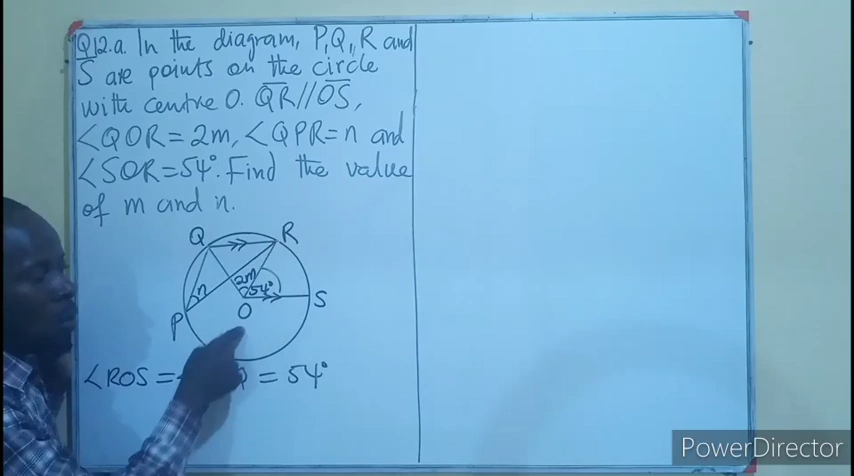 Q12.a. In the diagram, P, Q, R and
S are points on the circle
with centre O. QR//OS,
∠QOR=2m, ∠QPR=n and
∠SOR=54°. Find the value
of m and n.
Q R
2m
n 54°
S
P O
∠ROS = = 54°
PowerDirector